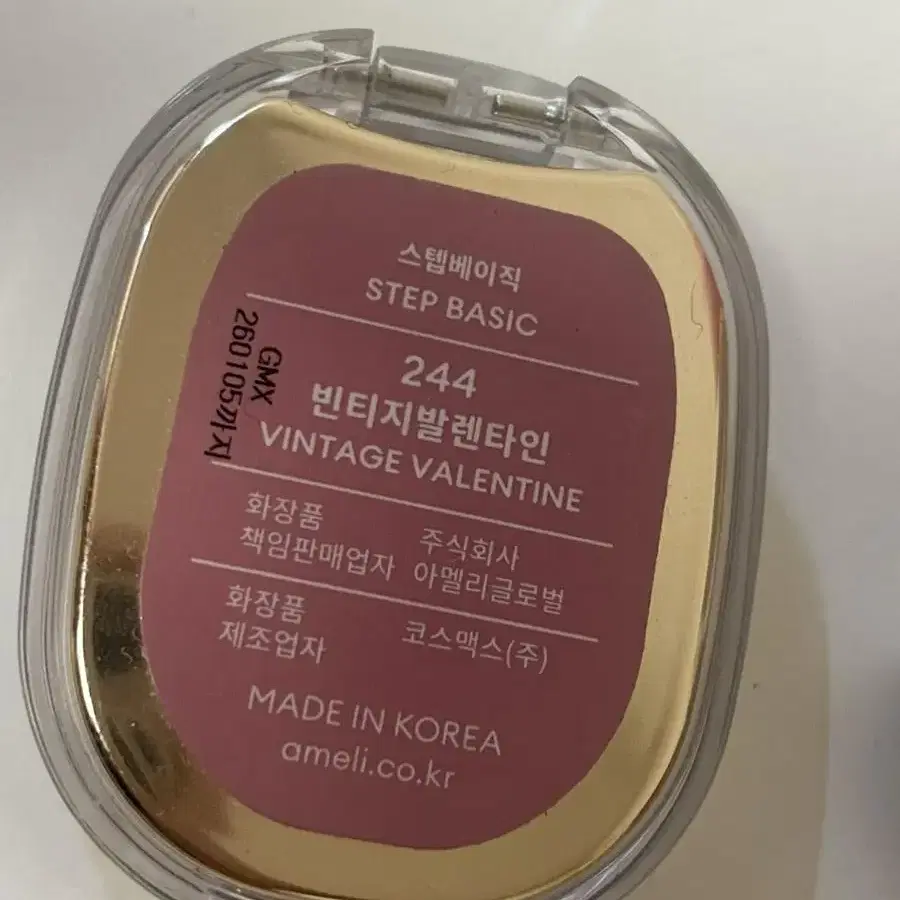 스텝베이직
STEP BASIC
244
빈티지발렌타인
VINTAGE VALENTINE
GMX
260105까지
화장품
책임판매업자
주식회사
아멜리글로벌
화장품
제조업자
코스맥스(주)
MADE IN KOREA
ameli.co.kr